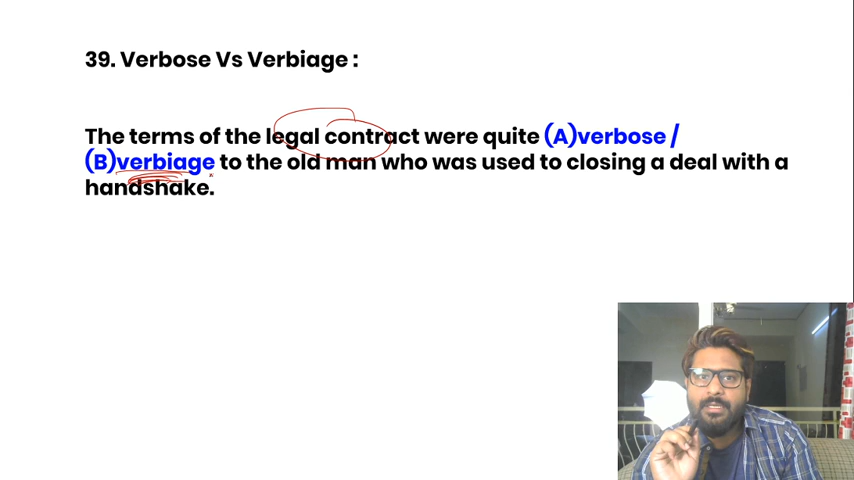 39. Verbose Vs Verbiage :
The terms of the legal contract were quite (A)verbose /
(B)verbiage to the old man who was used to closing a deal with a
handshake.